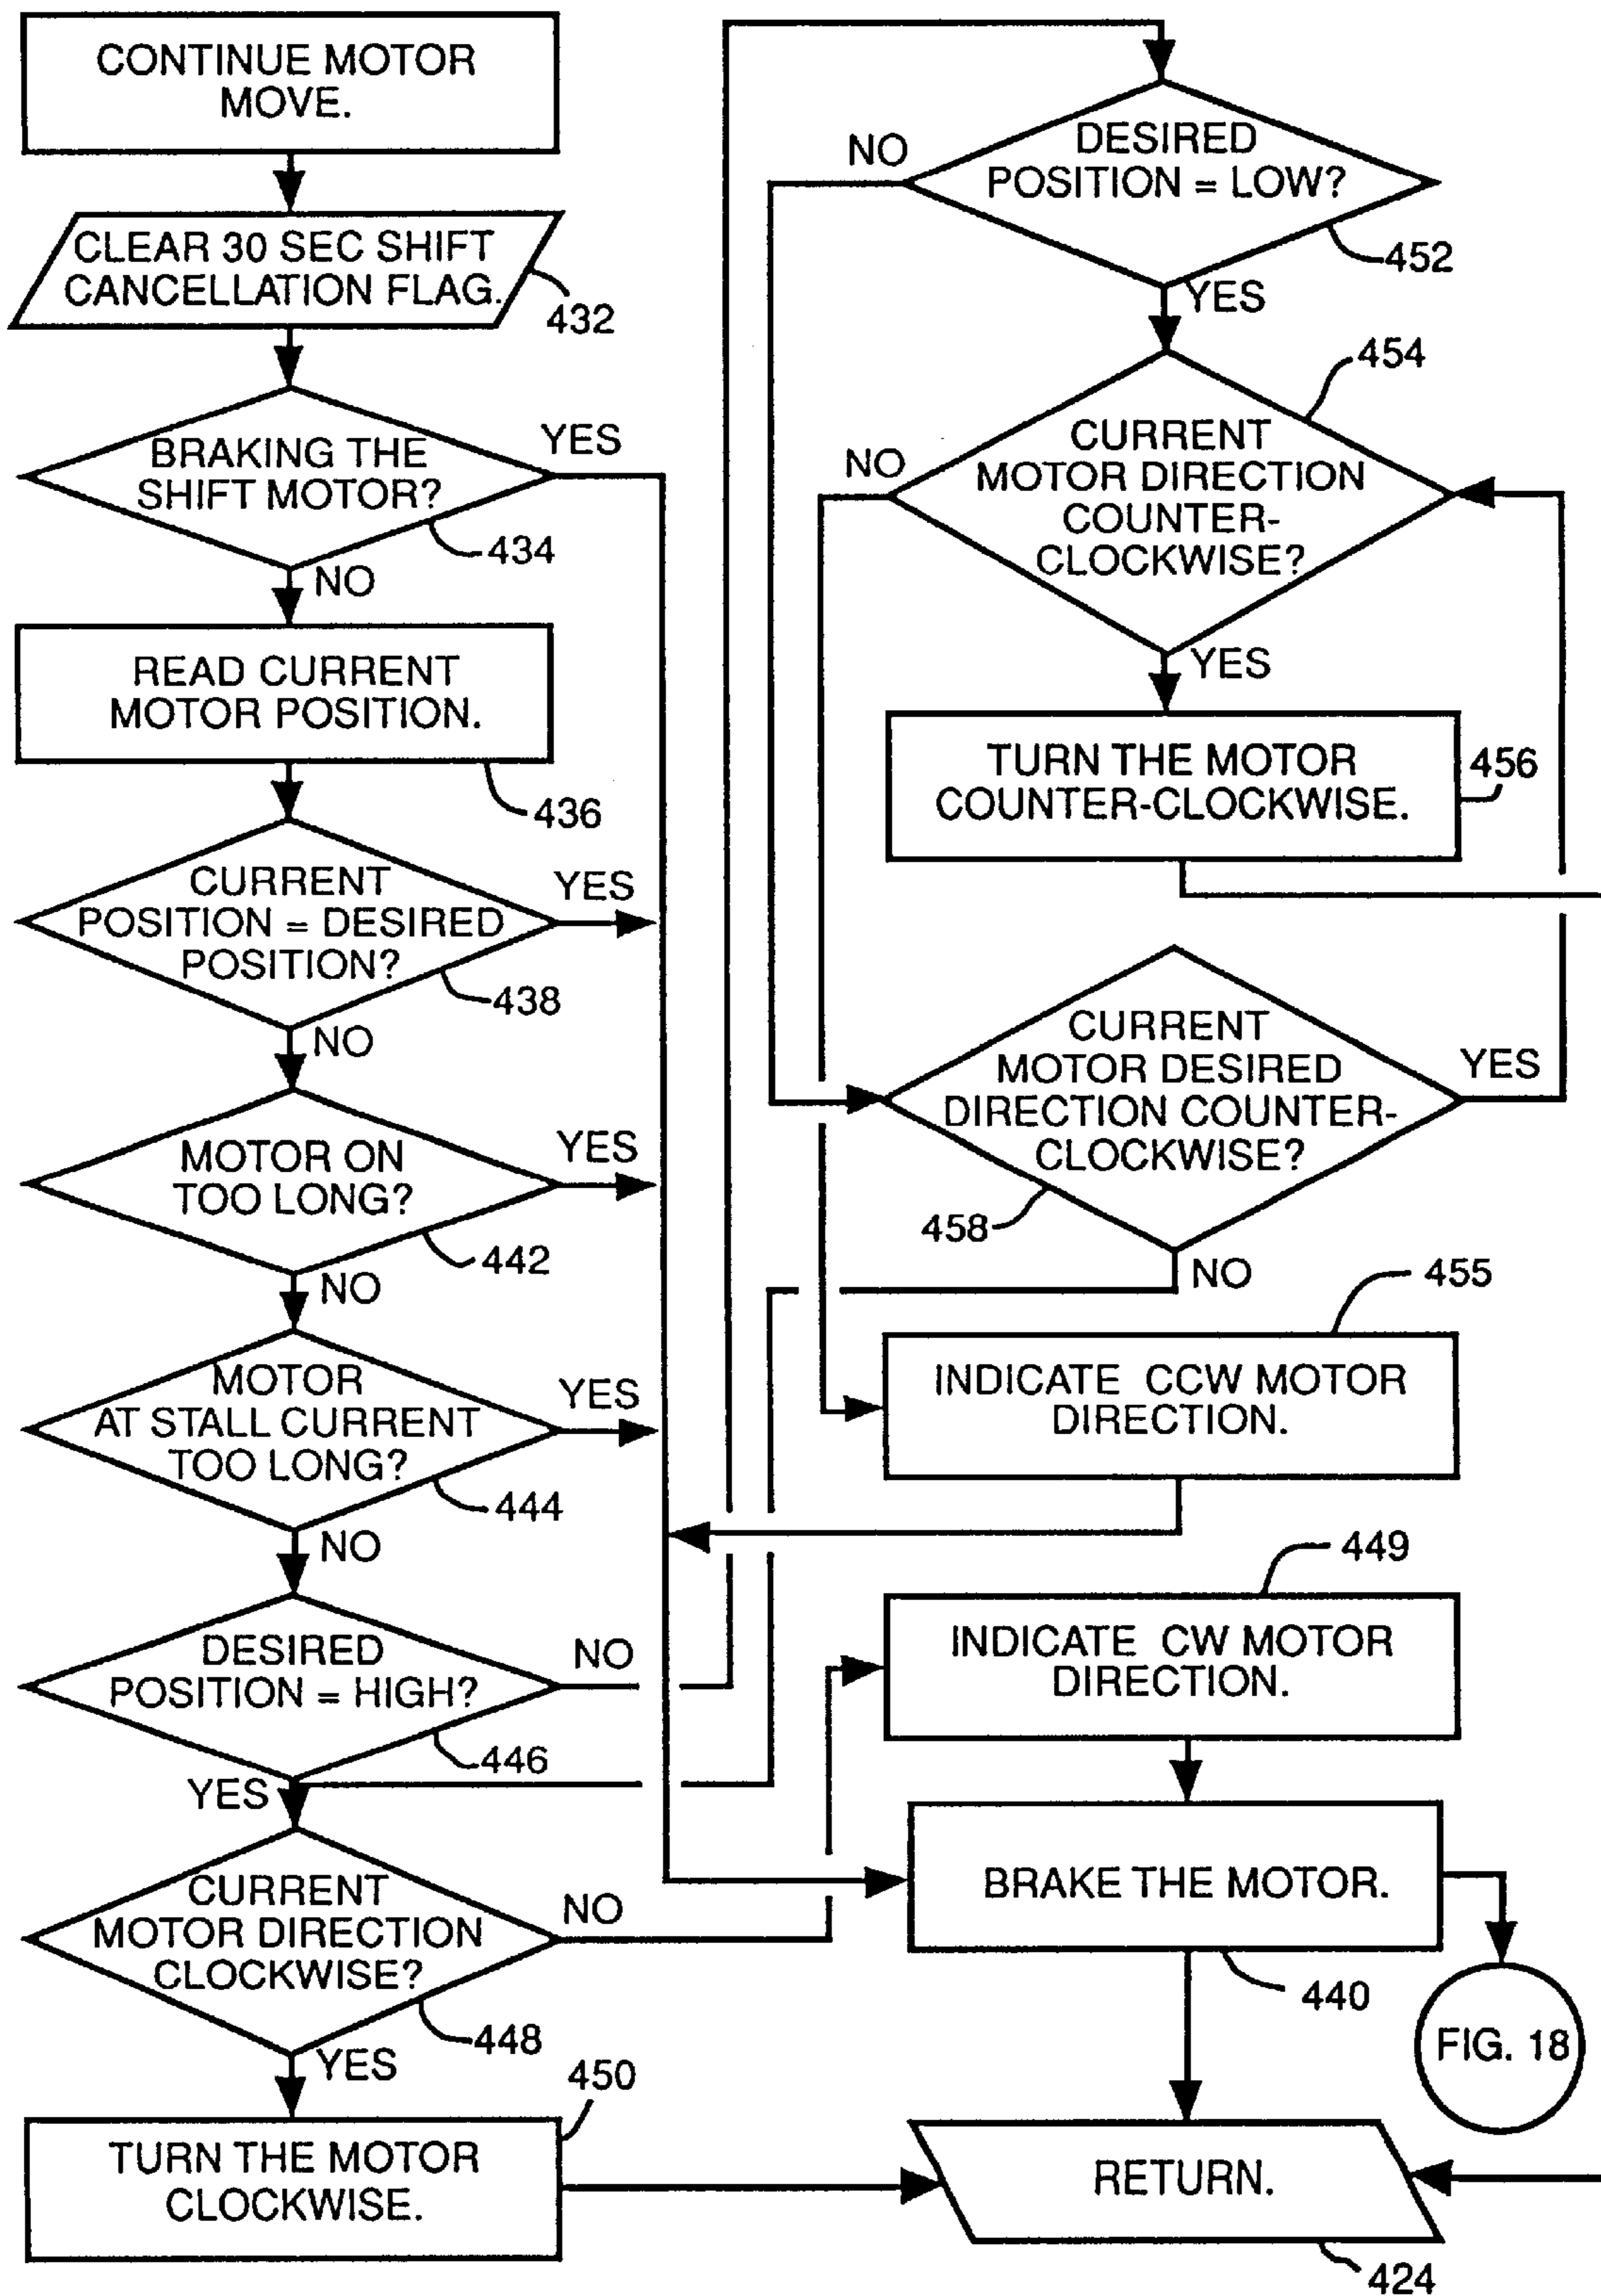 CONTINUE MOTOR
MOVE.
CLEAR 30 SEC SHIFT
CANCELLATION FLAG.
432
BRAKING THE
SHIFT MOTOR?
YES
434
NO
READ CURRENT
MOTOR POSITION.
436
CURRENT
POSITION = DESIRED
POSITION?
YES
438
NO
MOTOR ON
TOO LONG?
YES
442
NO
MOTOR
AT STALL CURRENT
TOO LONG?
YES
444
NO
DESIRED
POSITION = HIGH?
NO
446
YES
CURRENT
MOTOR DIRECTION
CLOCKWISE?
NO
448
YES
450
TURN THE MOTOR
CLOCKWISE.
DESIRED
POSITION = LOW?
NO
452
YES
454
CURRENT
MOTOR DIRECTION
COUNTER-
CLOCKWISE?
NO
YES
TURN THE MOTOR
COUNTER-CLOCKWISE.
456
CURRENT
MOTOR DESIRED
DIRECTION COUNTER-
CLOCKWISE?
YES
458
NO
455
INDICATE CCW MOTOR
DIRECTION.
449
INDICATE CW MOTOR
DIRECTION.
BRAKE THE MOTOR.
440
FIG. 18
RETURN.
424